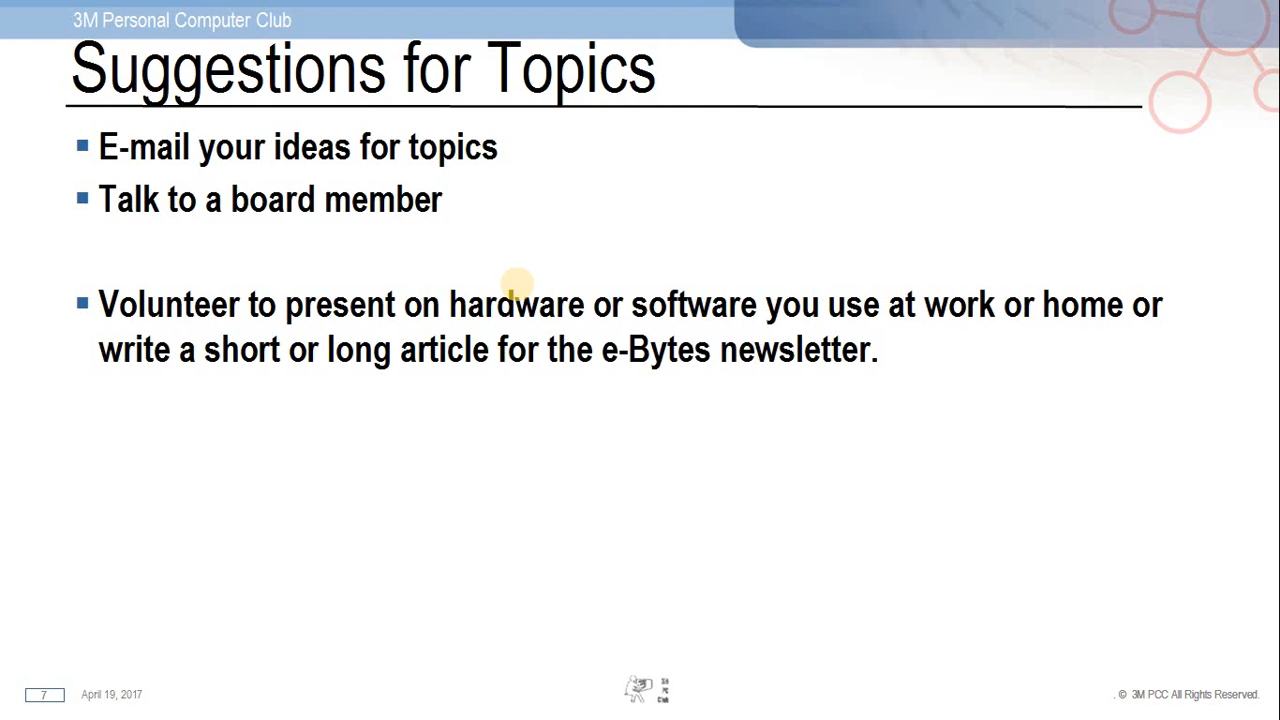 3M Personal Computer Club
Suggestions for Topics
E-mail your ideas for topics
Talk to a board member
Volunteer to present on hardware or software you use at work or home or
write a short or long article for the e-Bytes newsletter.
7
April 19, 2017
PC
Club
. © 3M PCC All Rights Reserved.